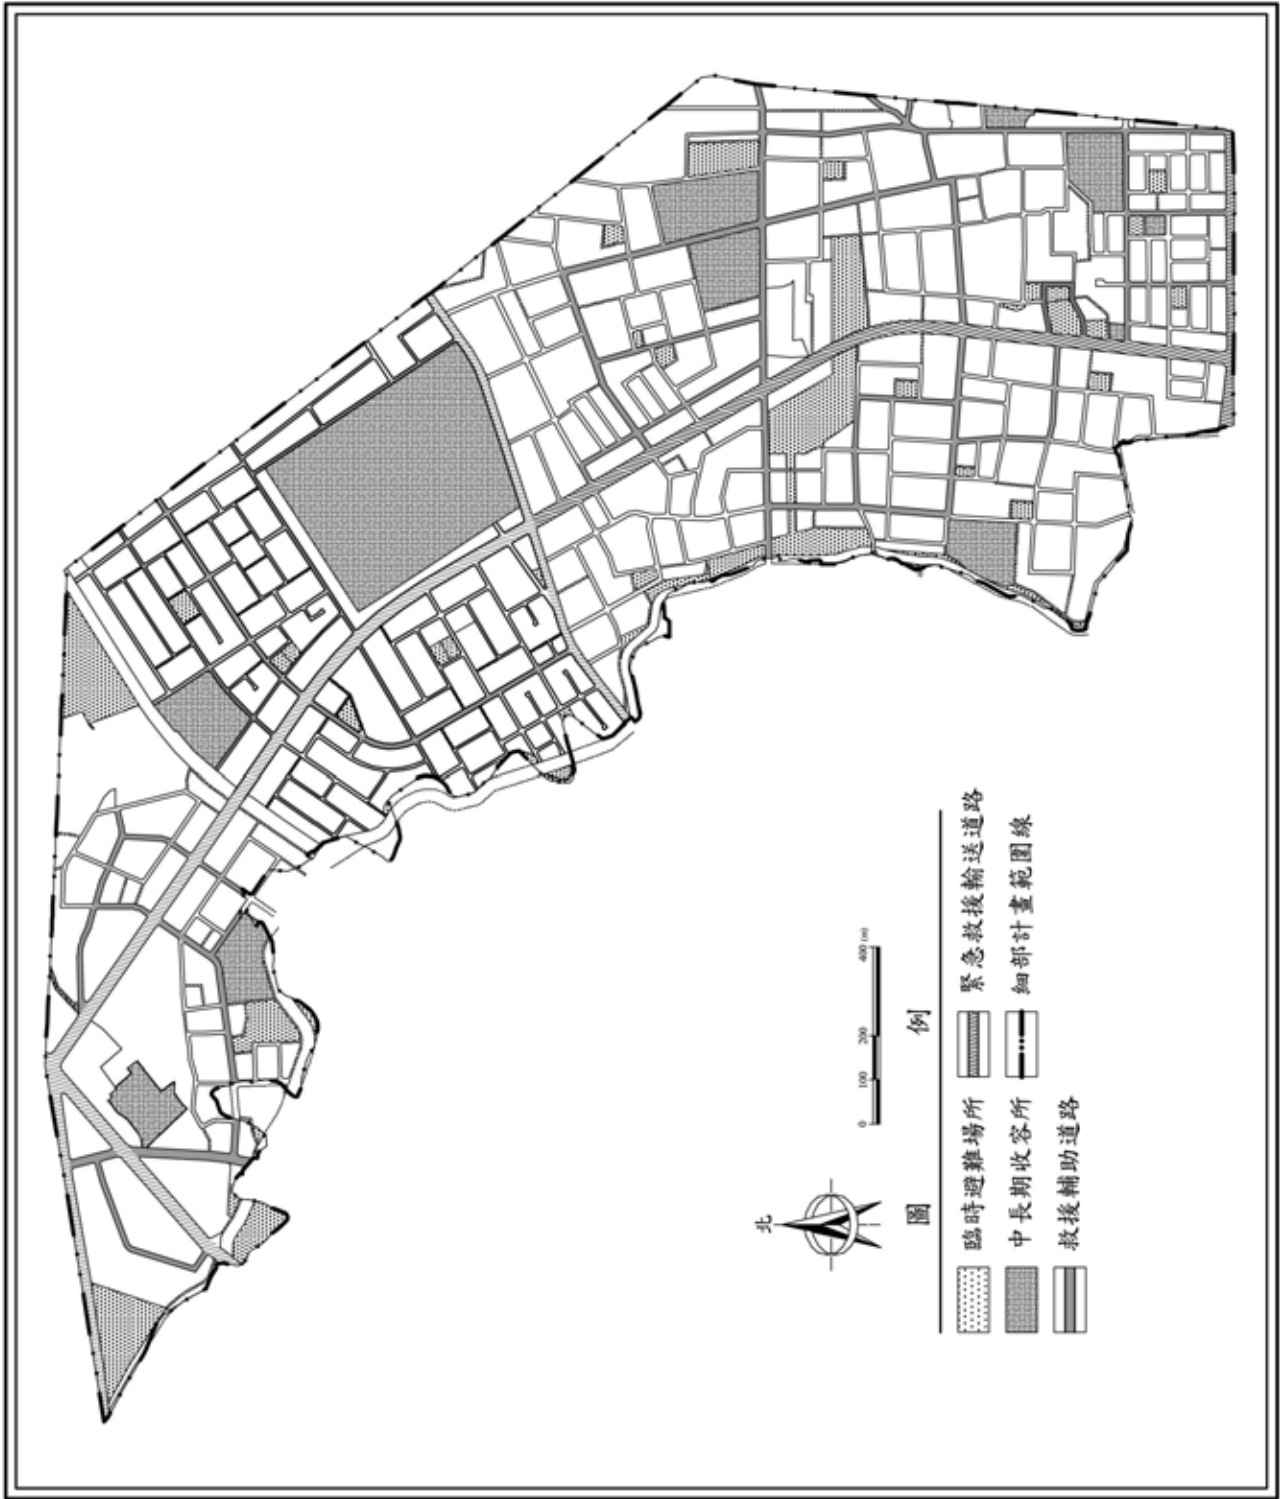 北
0 100 200 400 (m)
圖 例
臨時避難場所
緊急救援輸送道路
中長期收容所
細部計畫範圍線
救援輔助道路